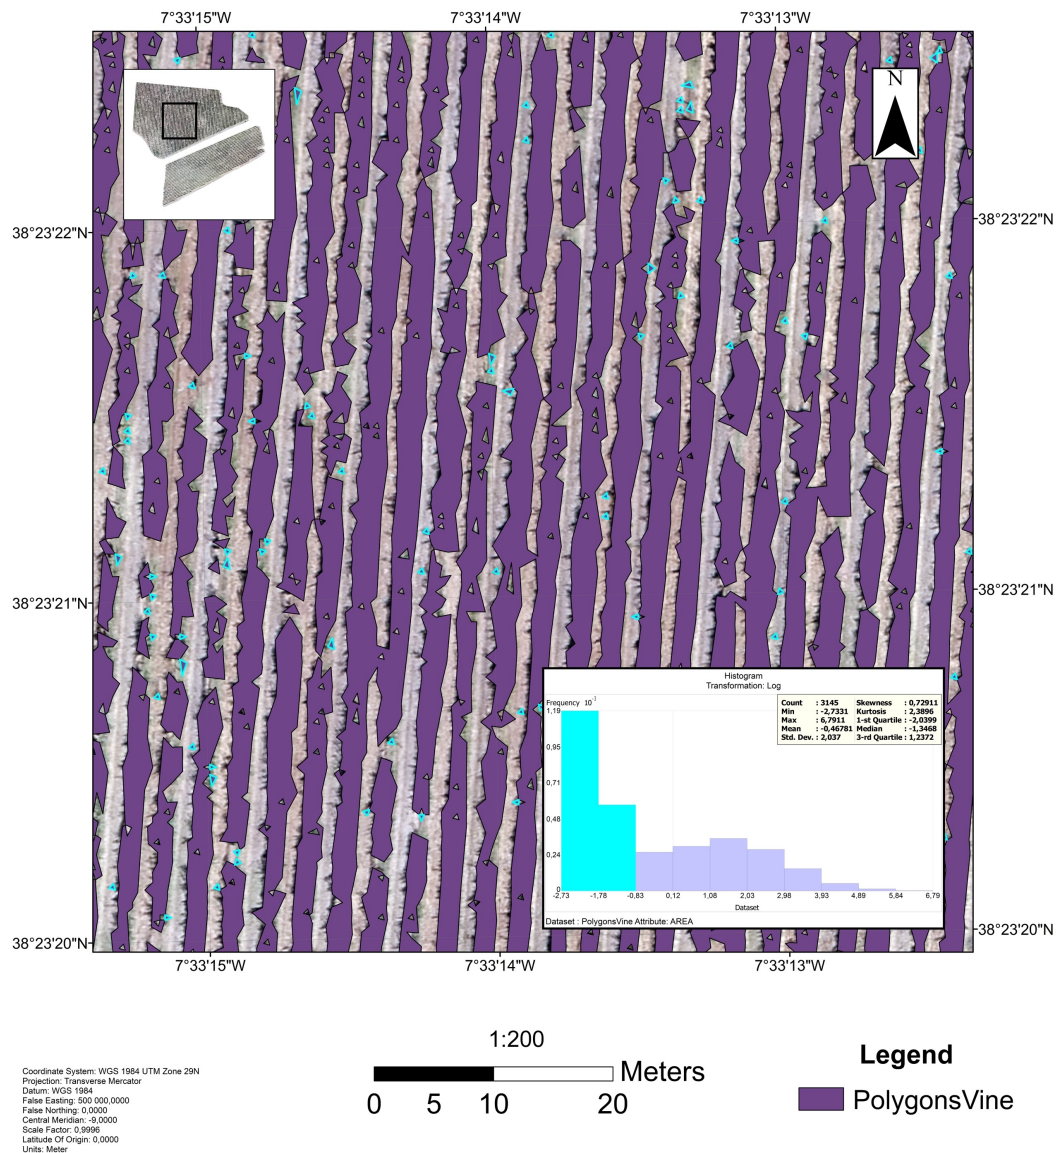 7°33'15"W 7°33'14"W 7°33'13"W
N
38°23'22"N 38°23'22"N
38°23'21"N 38°23'21"N
Histogram
Transformation: Log
Frequency 10⁻³
Count : 3145 Skewness : 0,72911
Min : -2,7331 Kurtosis : 2,3896
Max : 6,7911 1-st Quartile : -2,0399
Mean : -0,46781 Median : -1,3468
Std. Dev. : 2,037 3-rd Quartile : 1,2372
1,19
0,95
0,71
0,48
0,24
0
-2,73 -1,78 -0,83 0,12 1,08 2,03 2,98 3,93 4,89 5,84 6,79
Dataset
Dataset : PolygonsVine Attribute: AREA
38°23'20"N 38°23'20"N
7°33'15"W 7°33'14"W 7°33'13"W
1:200
Meters
0 5 10 20
Legend
PolygonsVine
Coordinate System: WGS 1984 UTM Zone 29N
Projection: Transverse Mercator
Datum: WGS 1984
False Easting: 500 000,0000
False Northing: 0,0000
Central Meridian: -9,0000
Scale Factor: 0,9996
Latitude Of Origin: 0,0000
Units: Meter